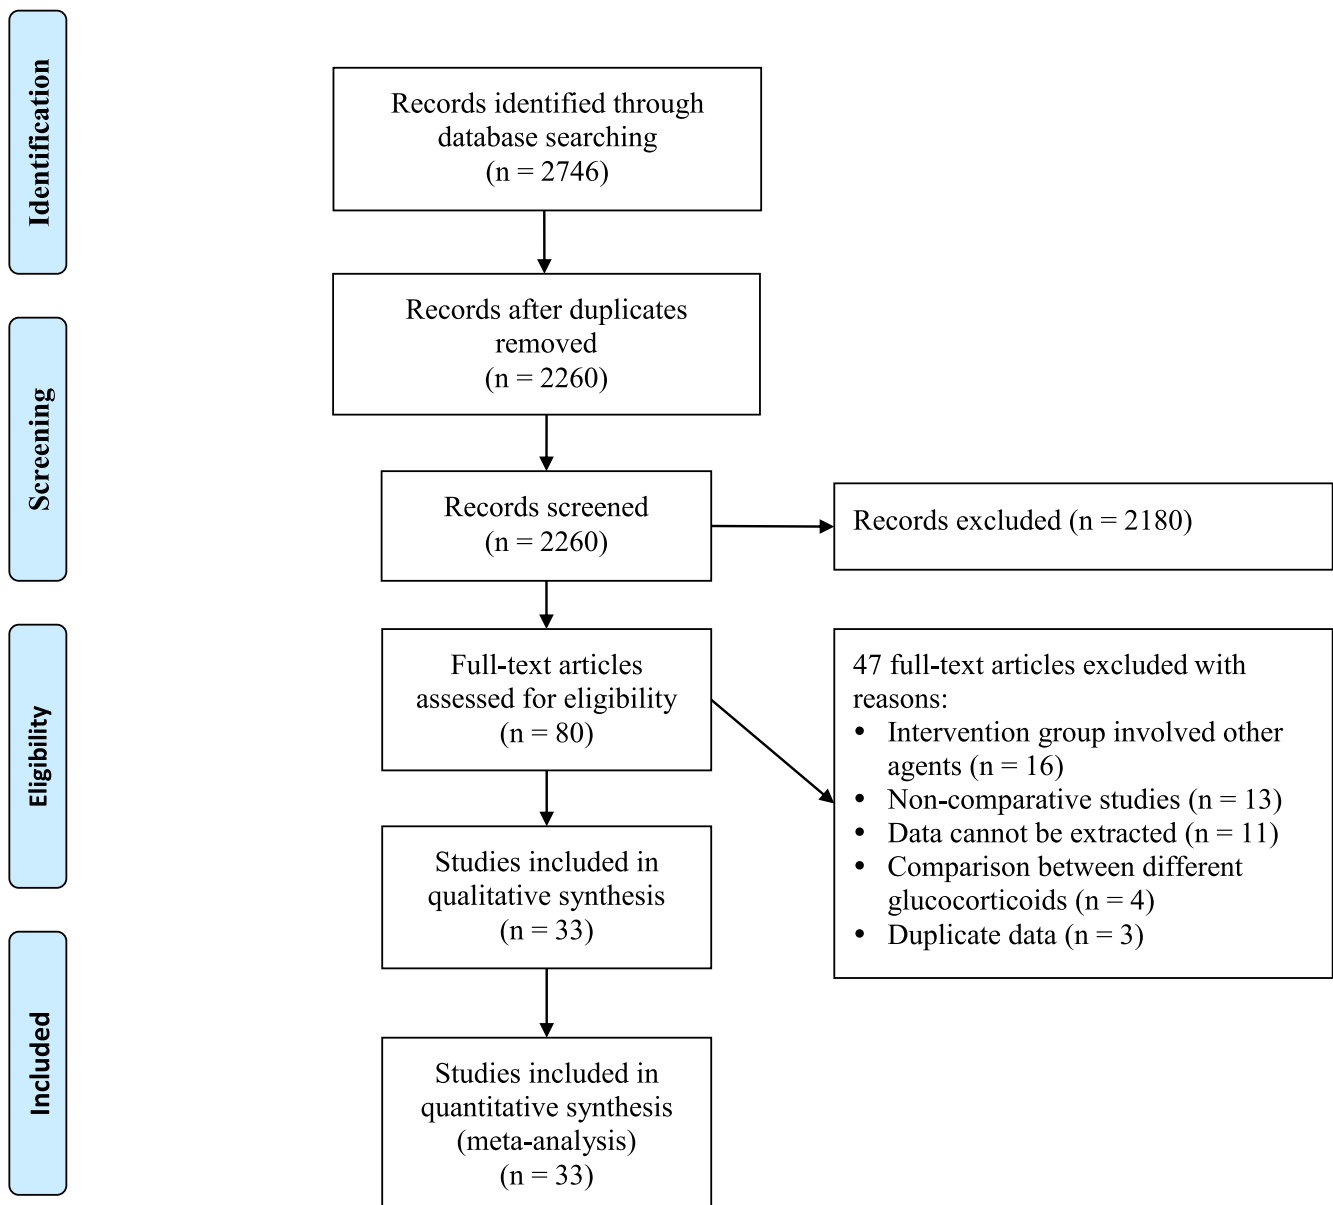 Identification
Records identified through
database searching
(n = 2746)
Records after duplicates
removed
(n = 2260)
Screening
Records screened
(n = 2260)
Records excluded (n = 2180)
Eligibility
Full-text articles
assessed for eligibility
(n = 80)
47 full-text articles excluded with
reasons:
• Intervention group involved other
agents (n = 16)
• Non-comparative studies (n = 13)
• Data cannot be extracted (n = 11)
• Comparison between different
glucocorticoids (n = 4)
• Duplicate data (n = 3)
Studies included in
qualitative synthesis
(n = 33)
Included
Studies included in
quantitative synthesis
(meta-analysis)
(n = 33)